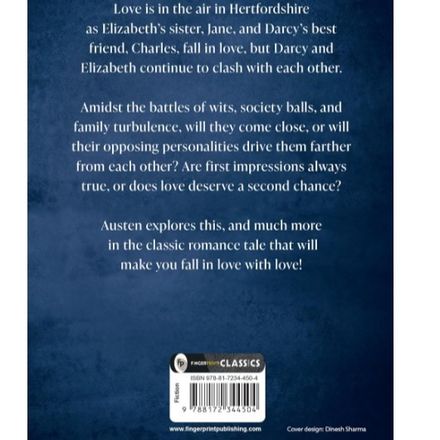 Love is in the air in Hertfordshire
as Elizabeth's sister, Jane, and Darcy's best
friend, Charles, fall in love, but Darcy and
Elizabeth continue to clash with each other.
Amidst the battles of wits, society balls, and
family turbulence, will they come close, or will
their opposing personalities drive them farther
from each other? Are first impressions always
true, or does love deserve a second chance?
Austen explores this, and much more
in the classic romance tale that will
make you fall in love with love!
FP
FINGERPRINT! CLASSICS
ISBN 978-81-7234-450-4
Fiction
9 788172 344504
www.fingerprintpublishing.com
Cover design: Dinesh Sharma